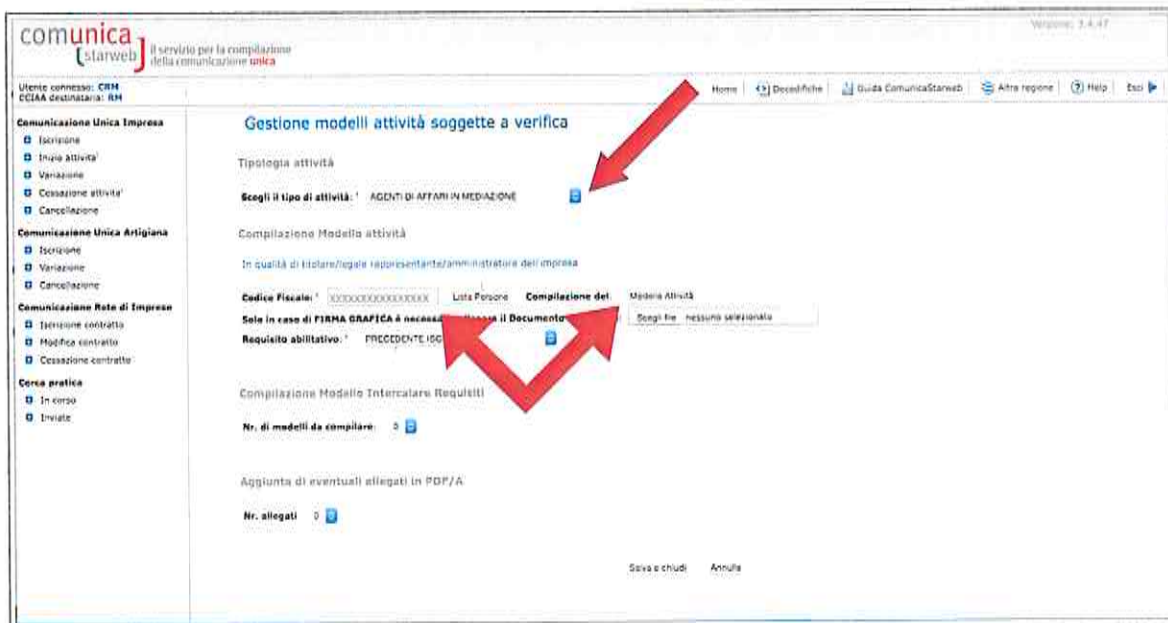 comunica
starweb
il servizio per la compilazione
della comunicazione unica
Versione: 3.4.47
Utente connesso: CRM
CCIAA destinataria: RM
Home
Decodifiche
Guida ComunicaStarweb
Altra regione
Help
Esci
Comunicazione Unica Impresa
Iscrizione
Inizio attivita'
Variazione
Cessazione attivita'
Cancellazione
Comunicazione Unica Artigiana
Iscrizione
Variazione
Cancellazione
Comunicazione Rete di Imprese
Iscrizione contratto
Modifica contratto
Cessazione contratto
Cerca pratica
In corso
Inviate
Gestione modelli attività soggette a verifica
Tipologia attività
Scegli il tipo di attività: * AGENTI DI AFFARI IN MEDIAZIONE
Compilazione Modello attività
In qualità di titolare/legale rappresentante/amministratore dell'impresa
Codice Fiscale: * XXXXXXXXXXXXXXXX Lista Persone Compilazione del: Modello Attività
Solo in caso di FIRMA GRAFICA è il Documento Scegli file nessuno selezionato
Requisito abilitativo: * PRECEDENTE
Compilazione Modello Intercalare Requisiti
Nr. di modelli da compilare: 0
Aggiunta di eventuali allegati in PDF/A
Nr. allegati 0
Salva e chiudi Annulla